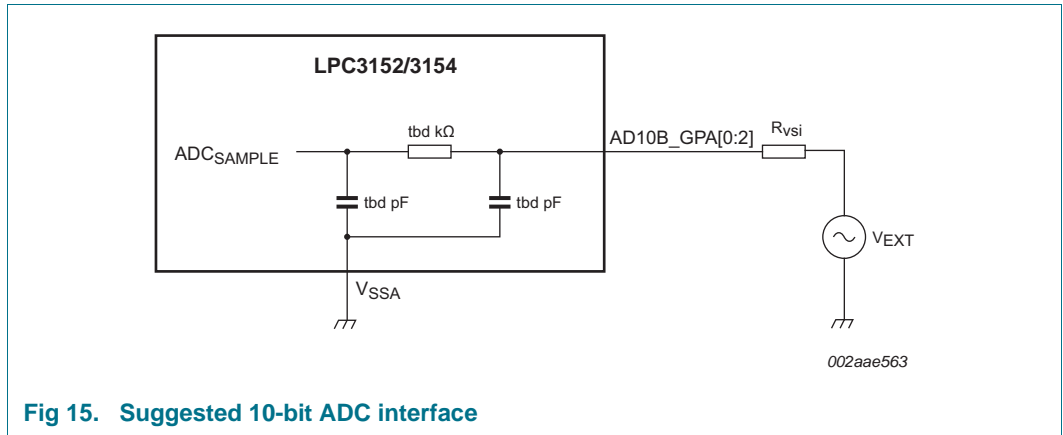 LPC3152/3154
tbd kΩ
ADCSAMPLE
AD10B_GPA[0:2]
Rvsi
tbd pF
tbd pF
VEXT
VSSA
002aae563
Fig 15. Suggested 10-bit ADC interface